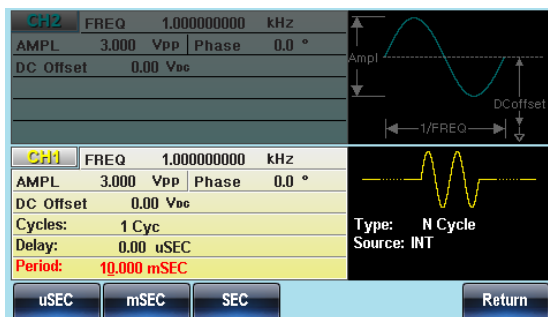 CH2 FREQ 1.000000000 kHz
AMPL 3.000 VPP Phase 0.0 °
DC Offset 0.00 VDC
Ampl
DCoffset
1/FREQ
CH1 FREQ 1.000000000 kHz
AMPL 3.000 VPP Phase 0.0 °
DC Offset 0.00 VDC
Cycles: 1 Cyc
Delay: 0.00 uSEC
Period: 10.000 mSEC
Type: N Cycle
Source: INT
uSEC mSEC SEC Return